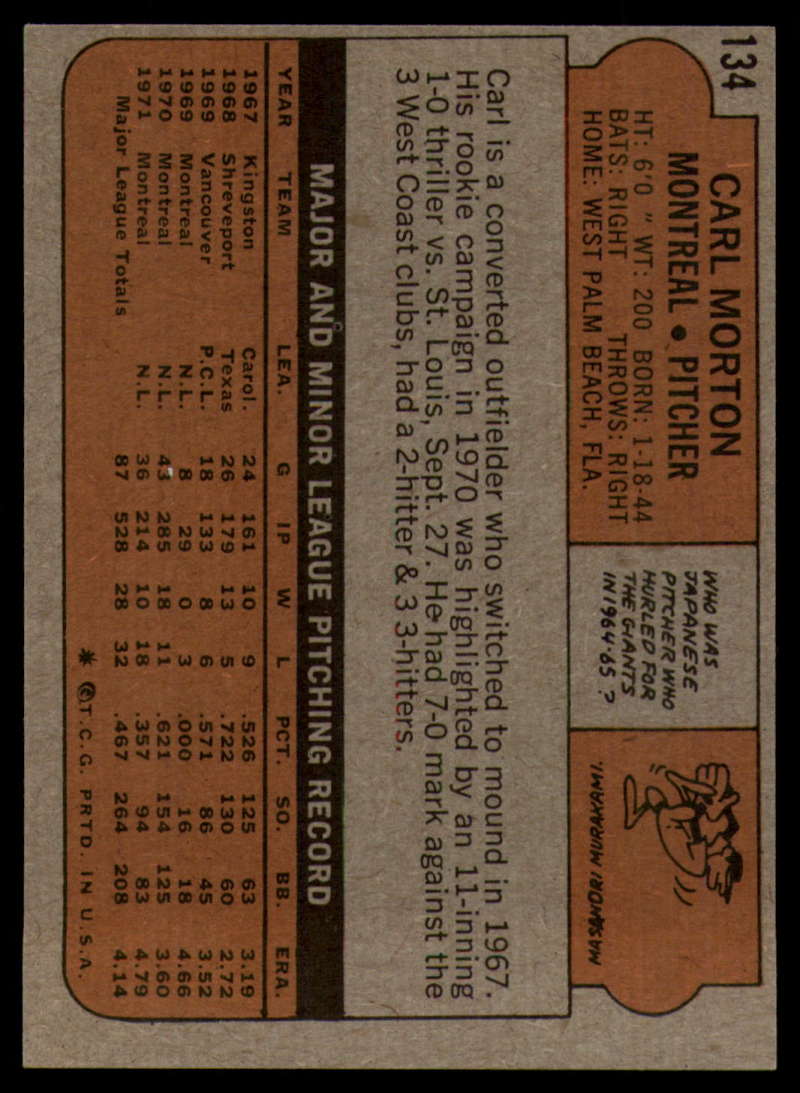 134
CARL MORTON
MONTREAL • PITCHER
HT: 6'0 " WT: 200 BORN: 1-18-44
BATS: RIGHT THROWS: RIGHT
HOME: WEST PALM BEACH, FLA.
WHO WAS
JAPANESE
PITCHER WHO
HURLED FOR
THE GIANTS
IN 1964-65 ?
MASANORI MURAKAMI.
Carl is a converted outfielder who switched to mound in 1967.
His rookie campaign in 1970 was highlighted by an 11-inning
1-0 thriller vs. St. Louis, Sept. 27. He had 7-0 mark against the
3 West Coast clubs, had a 2-hitter & 3 3-hitters.
MAJOR AND MINOR LEAGUE PITCHING RECORD
YEAR TEAM LEA. G IP W L PCT. SO. BB. ERA.
1967 Kingston Carol. 24 161 10 9 .526 125 63 3.19
1968 Shreveport Texas 26 179 13 5 .722 130 60 2.72
1969 Vancouver P.C.L. 18 133 8 6 .571 86 45 3.52
1969 Montreal N.L. 8 29 0 3 .000 16 18 4.66
1970 Montreal N.L. 43 285 18 11 .621 154 125 3.60
1971 Montreal N.L. 36 214 10 18 .357 94 83 4.79
Major League Totals 87 528 28 32 .467 264 208 4.14
* ©T.C.G. PRTD. IN U.S.A.